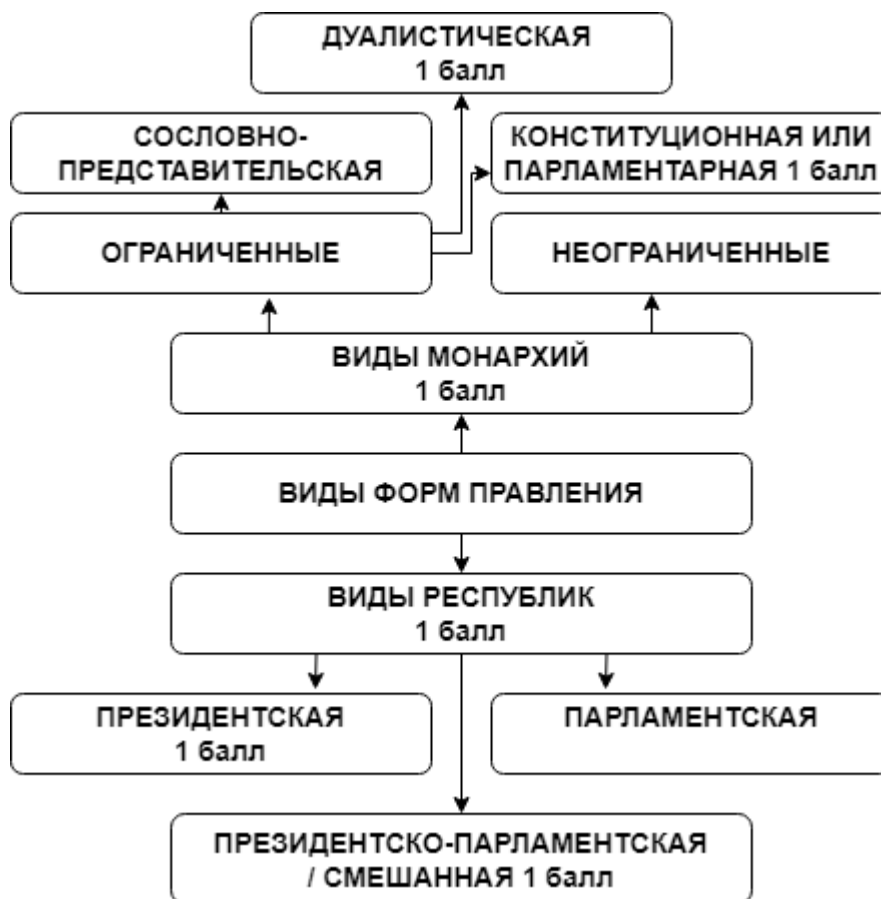 ДУАЛИСТИЧЕСКАЯ
1 балл
СОСЛОВНО-
ПРЕДСТАВИТЕЛЬСКАЯ
КОНСТИТУЦИОННАЯ ИЛИ
ПАРЛАМЕНТАРНАЯ 1 балл
ОГРАНИЧЕННЫЕ
НЕОГРАНИЧЕННЫЕ
ВИДЫ МОНАРХИЙ
1 балл
ВИДЫ ФОРМ ПРАВЛЕНИЯ
ВИДЫ РЕСПУБЛИК
1 балл
ПРЕЗИДЕНТСКАЯ
1 балл
ПАРЛАМЕНТСКАЯ
ПРЕЗИДЕНТСКО-ПАРЛАМЕНТСКАЯ
/ СМЕШАННАЯ 1 балл